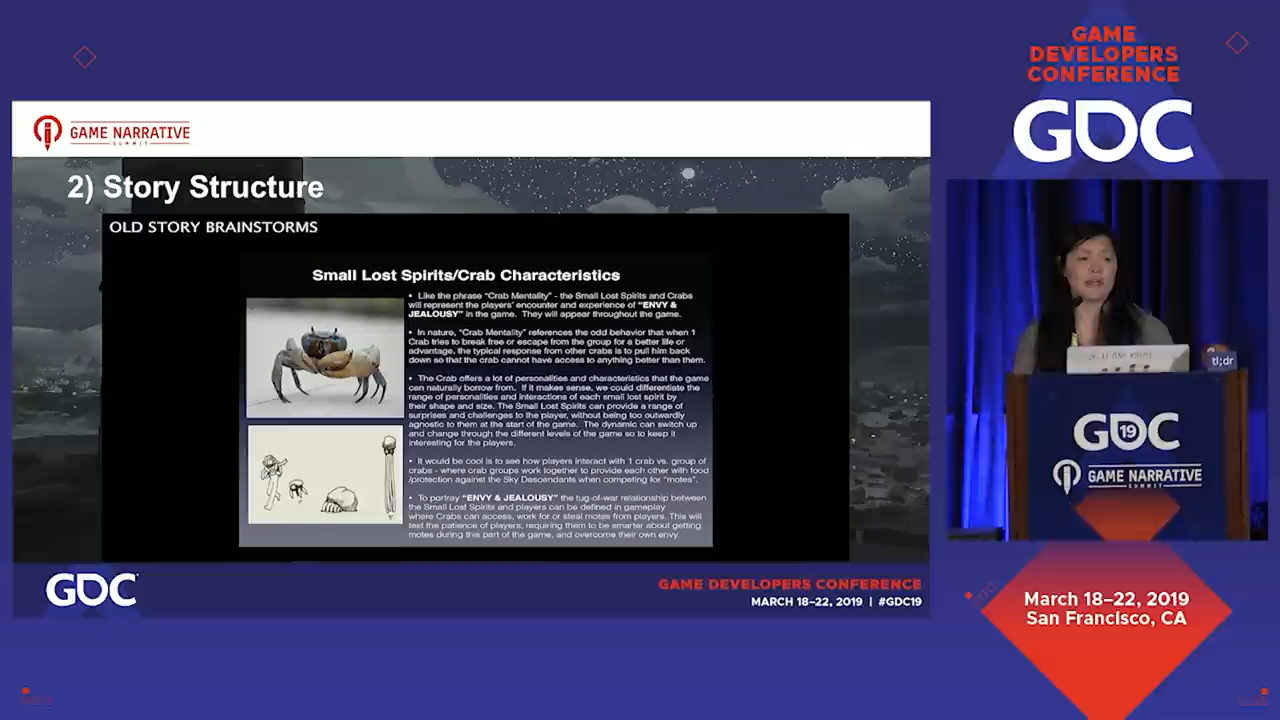 GAME
DEVELOPERS
CONFERENCE
GDC
GAME NARRATIVE
SUMMIT
2) Story Structure
OLD STORY BRAINSTORMS
Small Lost Spirits/Crab Characteristics
• Like the phrase "Crab Mentality" - the Small Lost Spirits and Crabs
will represent the players' encounter and experience of "ENVY &
JEALOUSY" in the game. They will appear throughout the game.
• In nature, "Crab Mentality" references the odd behavior that when 1
Crab tries to break free or escape from the group for a better life or
advantage, the typical response from other crabs is to pull him back
down so that the crab cannot have access to anything better than them.
• The Crab offers a lot of personalities and characteristics that the game
can naturally borrow from. If it makes sense, we could differentiate the
range of personalities and interactions of each small lost spirit by
their shape and size. The Small Lost Spirits can provide a range of
surprises and challenges to the player, without being too outwardly
agnostic to them at the start of the game. The dynamic can switch up
and change through the different levels of the game so to keep it
interesting for the players.
• It would be cool is to see how players interact with 1 crab vs. group of
crabs - where crab groups work together to provide each other with food
/protection against the Sky Descendants when competing for "motes".
• To portray "ENVY & JEALOUSY" the tug-of-war relationship between
the Small Lost Spirits and players can be defined in gameplay
where Crabs can access, work for or steal motes from players. This will
test the patience of players, requiring them to be smarter about getting
motes during this part of the game, and overcome their own envy.
GDC
GAME DEVELOPERS CONFERENCE
MARCH 18–22, 2019 | #GDC19
tl;dr
GDC
19
GAME NARRATIVE
SUMMIT
March 18–22, 2019
San Francisco, CA